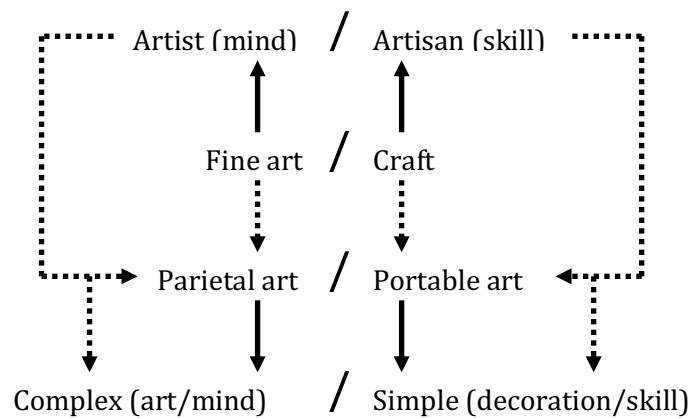 Artist (mind) / Artisan (skill)
Fine art / Craft
Parietal art / Portable art
Complex (art/mind) / Simple (decoration/skill)